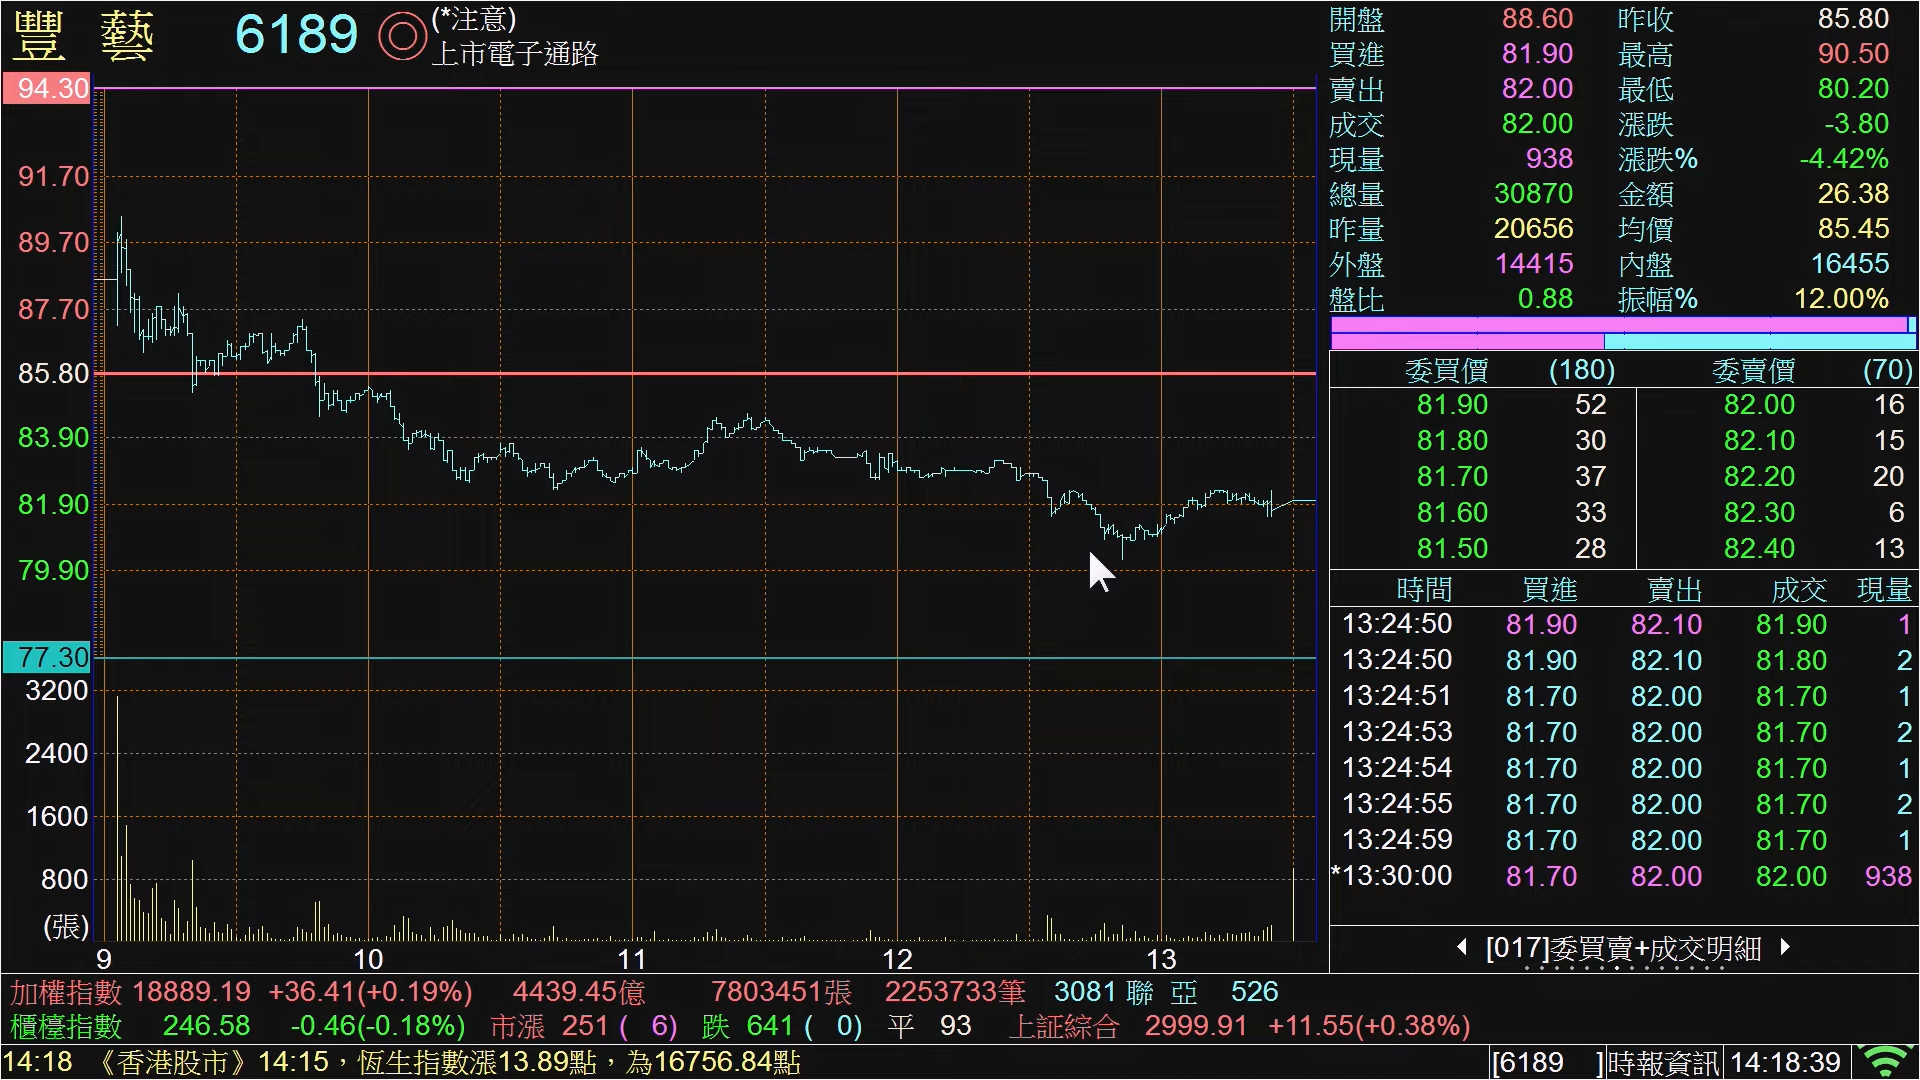 豐 藝 6189 ◎ (*注意)
上市電子通路
94.30
91.70
89.70
87.70
85.80
83.90
81.90
79.90
77.30
3200
2400
1600
800
(張)
9 10 11 12 13
開盤 88.60 昨收 85.80
買進 81.90 最高 90.50
賣出 82.00 最低 80.20
成交 82.00 漲跌 -3.80
現量 938 漲跌% -4.42%
總量 30870 金額 26.38
昨量 20656 均價 85.45
外盤 14415 內盤 16455
盤比 0.88 振幅% 12.00%
委買價 (180) 委賣價 (70)
81.90 52 82.00 16
81.80 30 82.10 15
81.70 37 82.20 20
81.60 33 82.30 6
81.50 28 82.40 13
時間 買進 賣出 成交 現量
13:24:50 81.90 82.10 81.90 1
13:24:50 81.90 82.10 81.80 2
13:24:51 81.70 82.00 81.70 1
13:24:53 81.70 82.00 81.70 2
13:24:54 81.70 82.00 81.70 1
13:24:55 81.70 82.00 81.70 2
13:24:59 81.70 82.00 81.70 1
*13:30:00 81.70 82.00 82.00 938
[017]委買賣+成交明細
加權指數 18889.19 +36.41(+0.19%) 4439.45億 7803451張 2253733筆 3081 聯 亞 526
櫃檯指數 246.58 -0.46(-0.18%) 市漲 251 ( 6) 跌 641 ( 0) 平 93 上証綜合 2999.91 +11.55(+0.38%)
14:18 《香港股市》14:15，恆生指數漲13.89點，為16756.84點 [6189 ]時報資訊 14:18:39